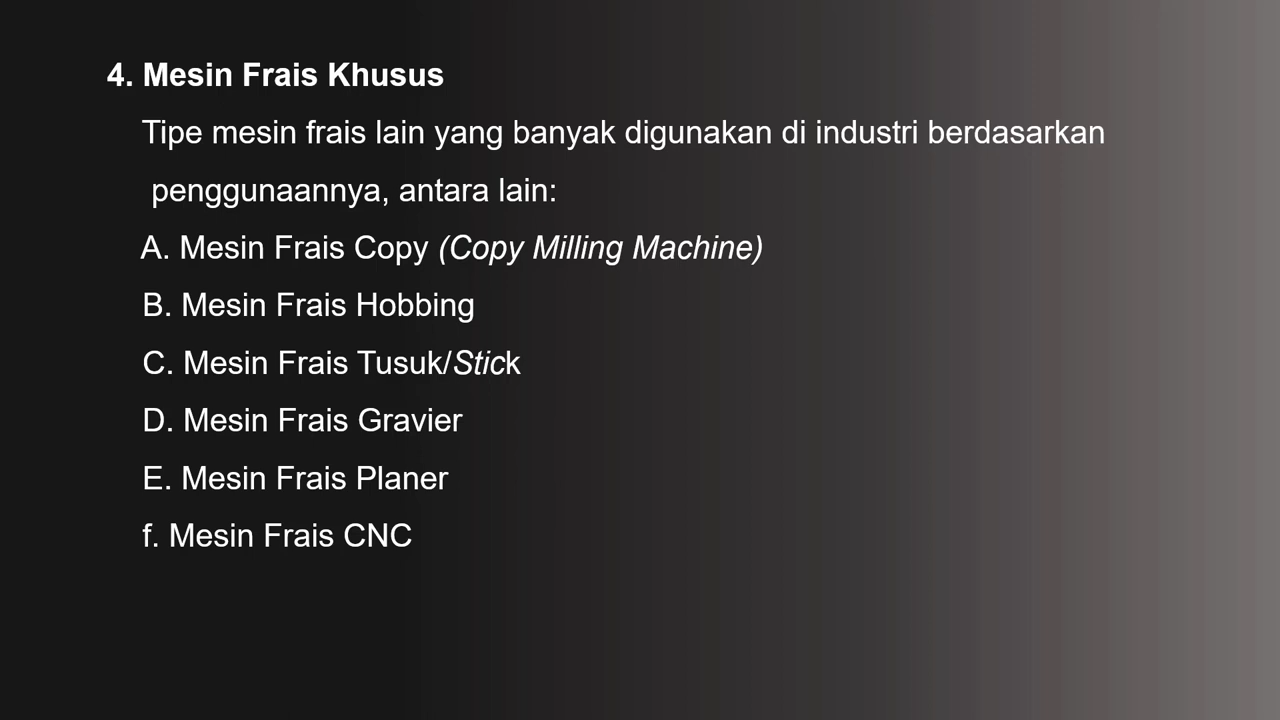 4. Mesin Frais Khusus
Tipe mesin frais lain yang banyak digunakan di industri berdasarkan
penggunaannya, antara lain:
A. Mesin Frais Copy (Copy Milling Machine)
B. Mesin Frais Hobbing
C. Mesin Frais Tusuk/Stick
D. Mesin Frais Gravier
E. Mesin Frais Planer
f. Mesin Frais CNC